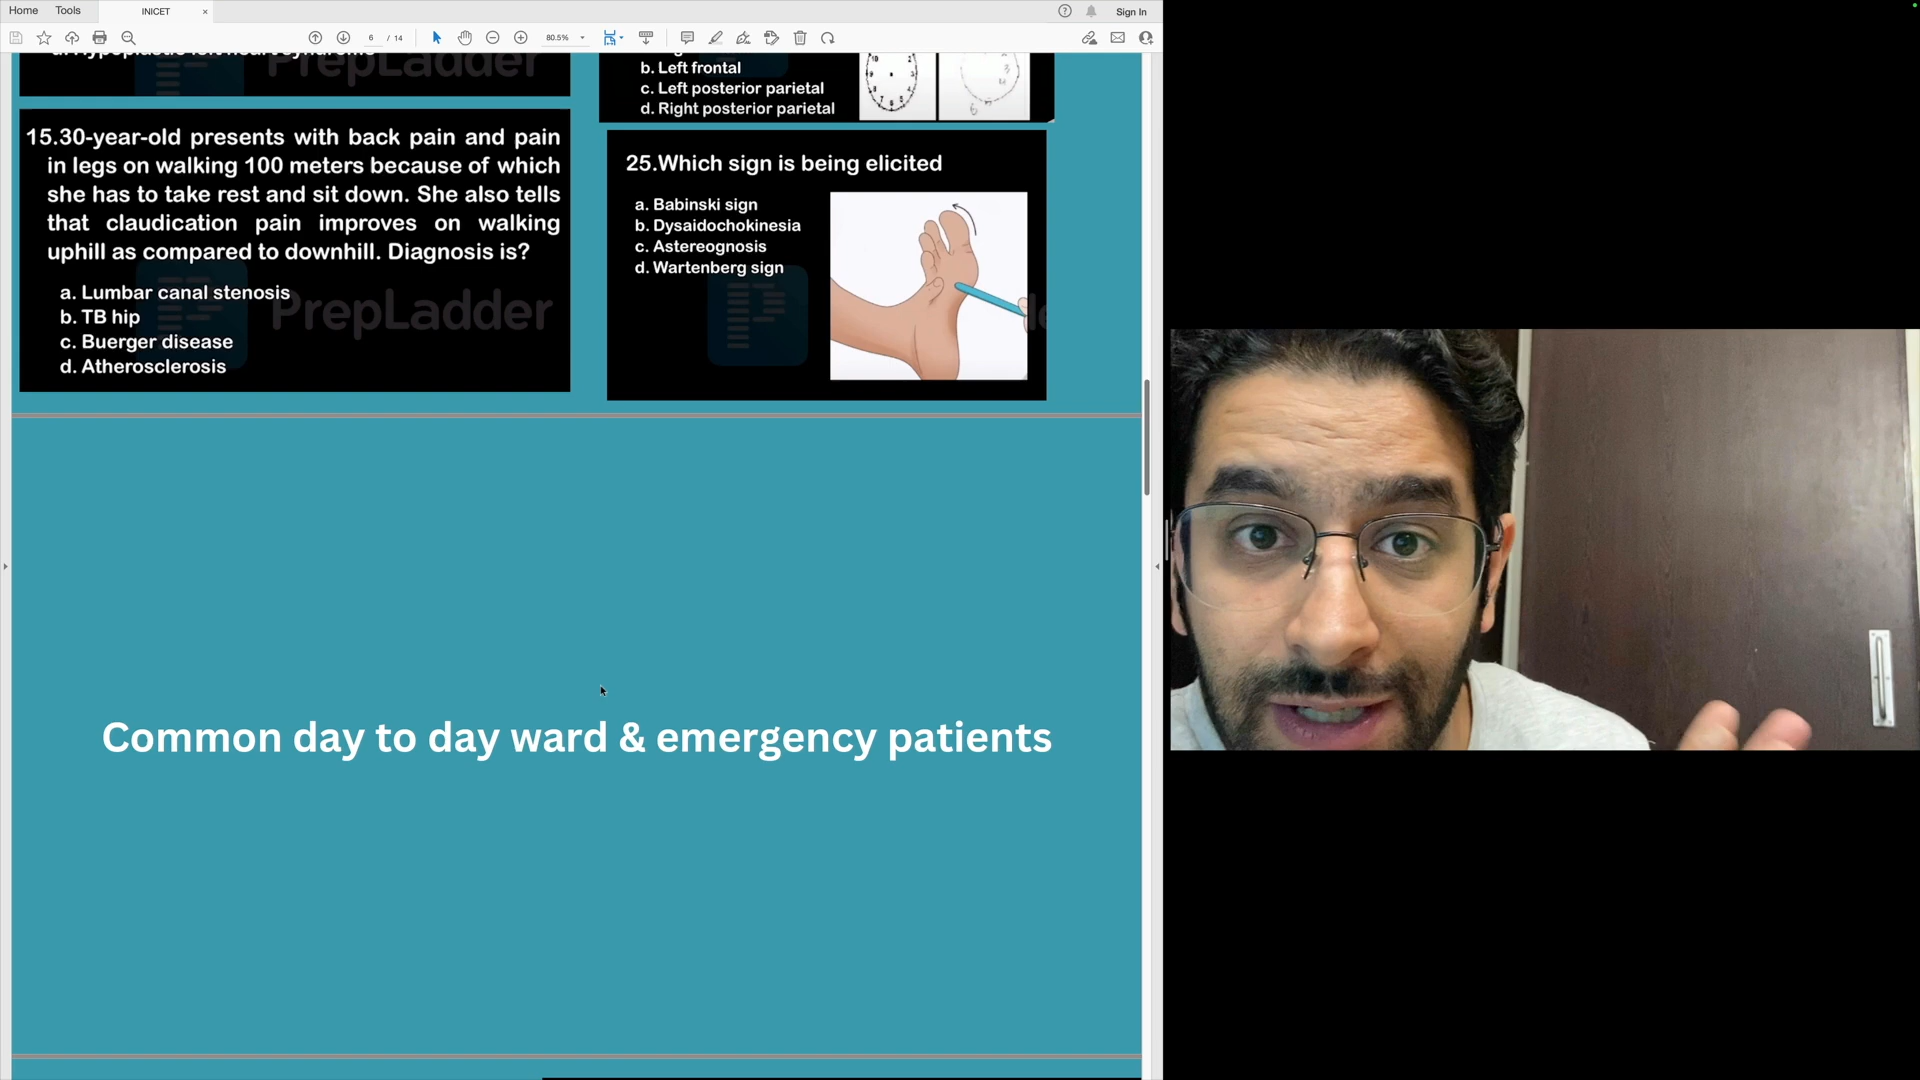 Home Tools INICET × Sign In
6 / 14 80.5%
PrepLadder
b. Left frontal
c. Left posterior parietal
d. Right posterior parietal
15.30-year-old presents with back pain and pain
in legs on walking 100 meters because of which
she has to take rest and sit down. She also tells
that claudication pain improves on walking
uphill as compared to downhill. Diagnosis is?
a. Lumbar canal stenosis
b. TB hip
c. Buerger disease
d. Atherosclerosis
PrepLadder
25.Which sign is being elicited
a. Babinski sign
b. Dysaidochokinesia
c. Astereognosis
d. Wartenberg sign
Common day to day ward & emergency patients